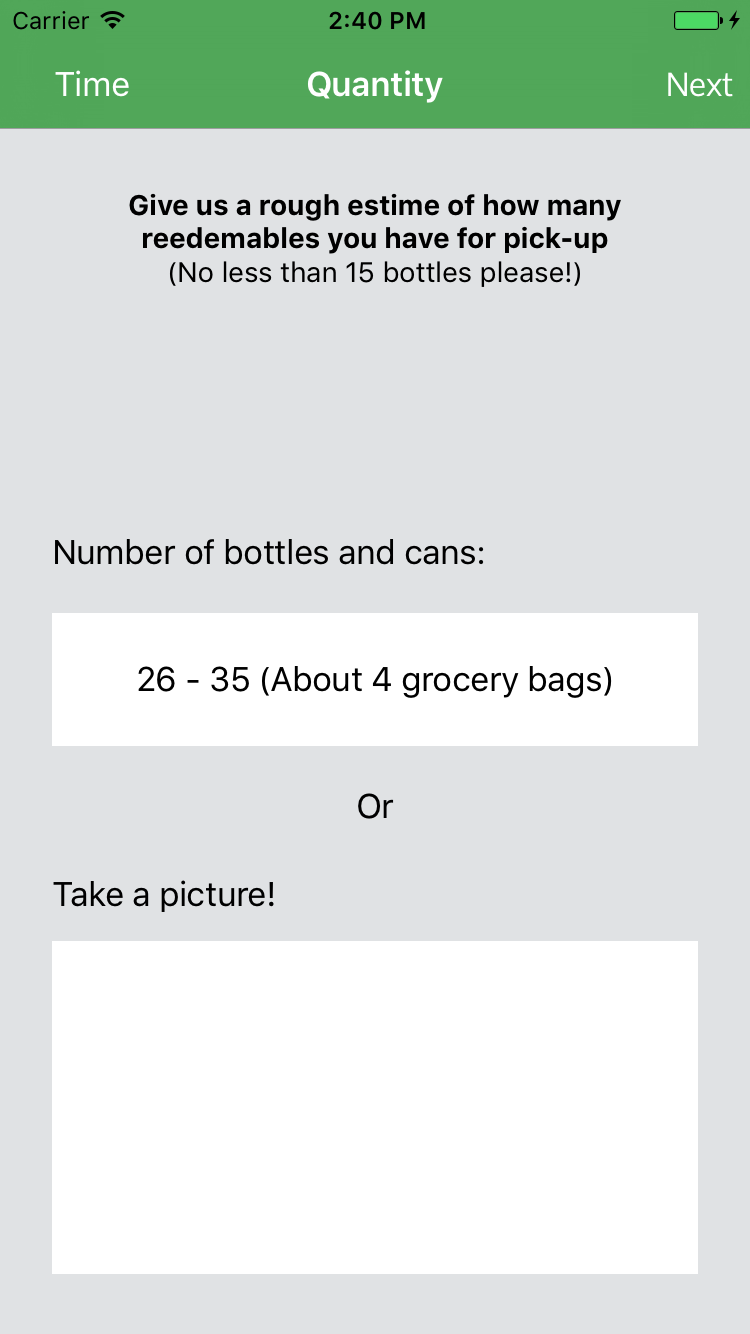 Carrier 2:40 PM
Time Quantity Next
Give us a rough estime of how many
reedemables you have for pick-up
(No less than 15 bottles please!)
Number of bottles and cans:
26 - 35 (About 4 grocery bags)
Or
Take a picture!